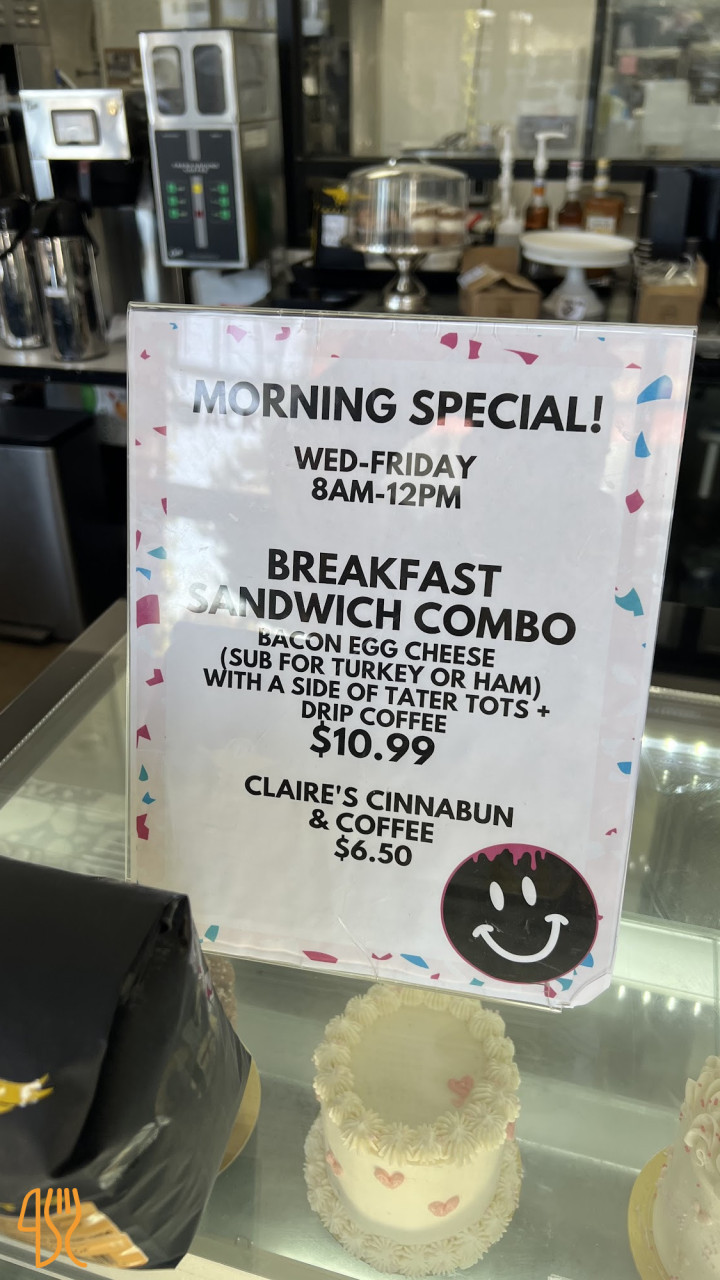 MORNING SPECIAL!
WED-FRIDAY
8AM-12PM
BREAKFAST
SANDWICH COMBO
BACON EGG CHEESE
(SUB FOR TURKEY OR HAM)
WITH A SIDE OF TATER TOTS +
DRIP COFFEE
$10.99
CLAIRE'S CINNABUN
& COFFEE
$6.50